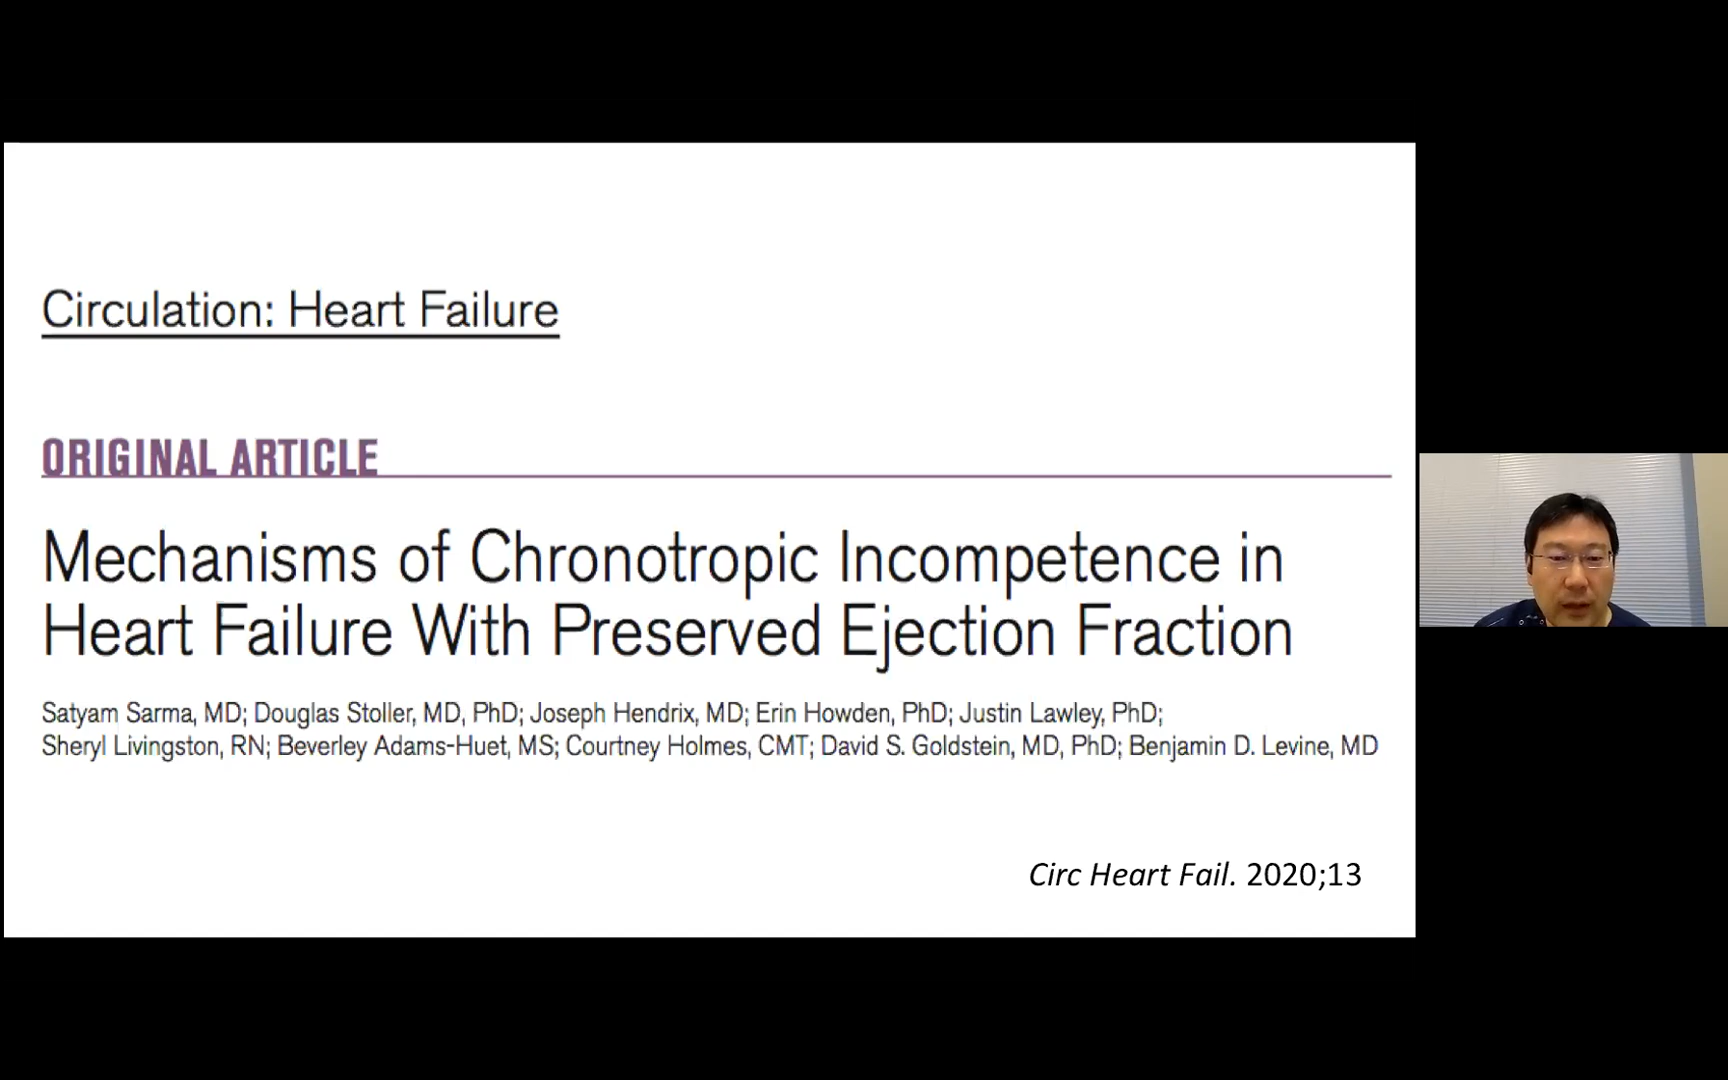 Circulation: Heart Failure
ORIGINAL ARTICLE
Mechanisms of Chronotropic Incompetence in
Heart Failure With Preserved Ejection Fraction
Satyam Sarma, MD; Douglas Stoller, MD, PhD; Joseph Hendrix, MD; Erin Howden, PhD; Justin Lawley, PhD;
Sheryl Livingston, RN; Beverley Adams-Huet, MS; Courtney Holmes, CMT; David S. Goldstein, MD, PhD; Benjamin D. Levine, MD
Circ Heart Fail. 2020;13